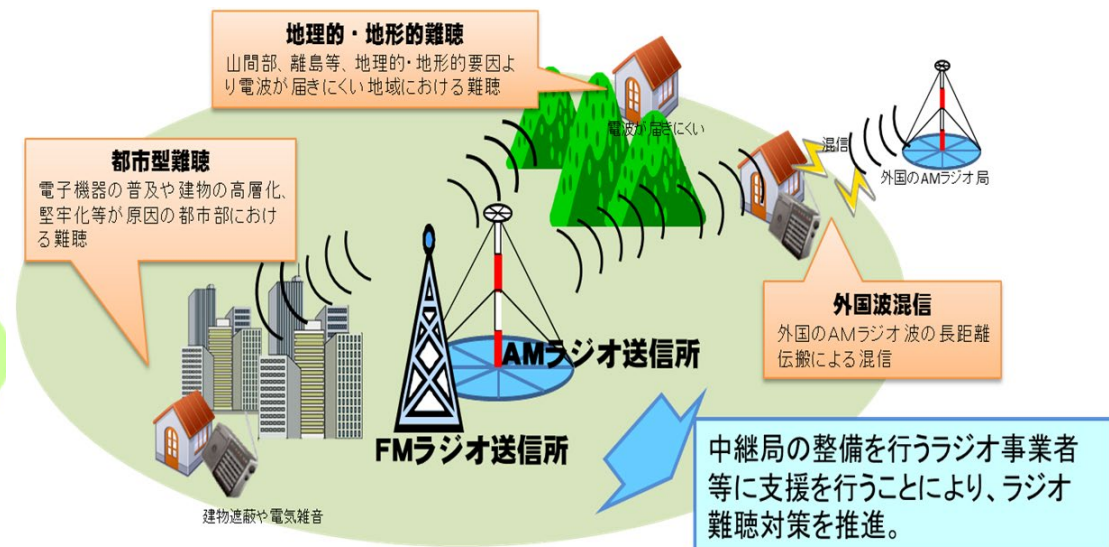 地理的・地形的難聴
山間部、離島等、地理的・地形的要因よ
り電波が届きにくい地域における難聴
電波が届きにくい
混信
外国のAMラジオ局
都市型難聴
電子機器の普及や建物の高層化、
堅牢化等が原因の都市部におけ
る難聴
外国波混信
外国のAMラジオ波の長距離
伝搬による混信
AMラジオ送信所
FMラジオ送信所
建物遮蔽や電気雑音
中継局の整備を行うラジオ事業者
等に支援を行うことにより、ラジオ
難聴対策を推進。